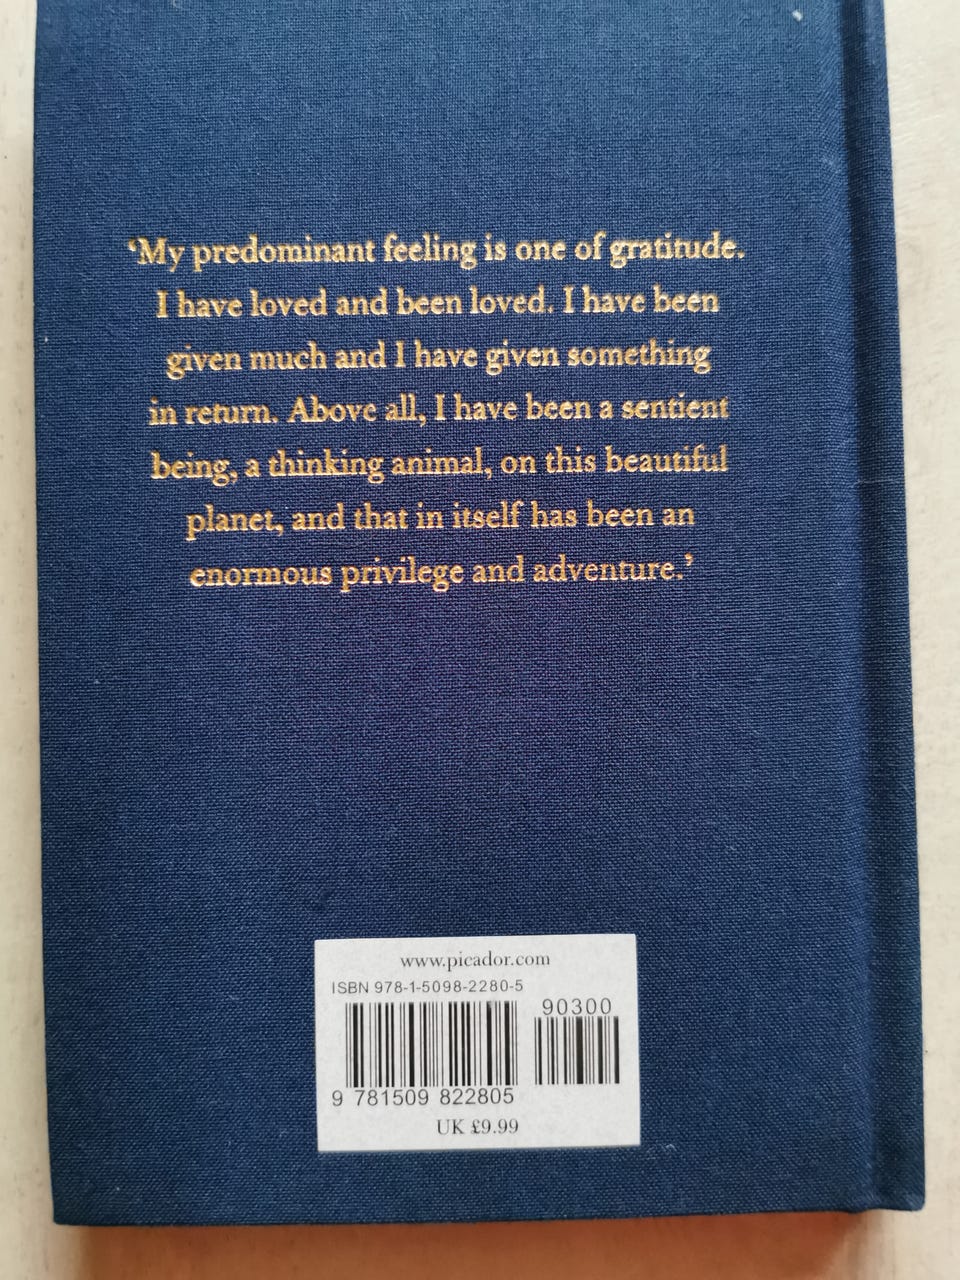 ‘My predominant feeling is one of gratitude.
I have loved and been loved. I have been
given much and I have given something
in return. Above all, I have been a sentient
being, a thinking animal, on this beautiful
planet, and that in itself has been an
enormous privilege and adventure.’
www.picador.com
ISBN 978-1-5098-2280-5
90300
9 781509 822805
UK £9.99